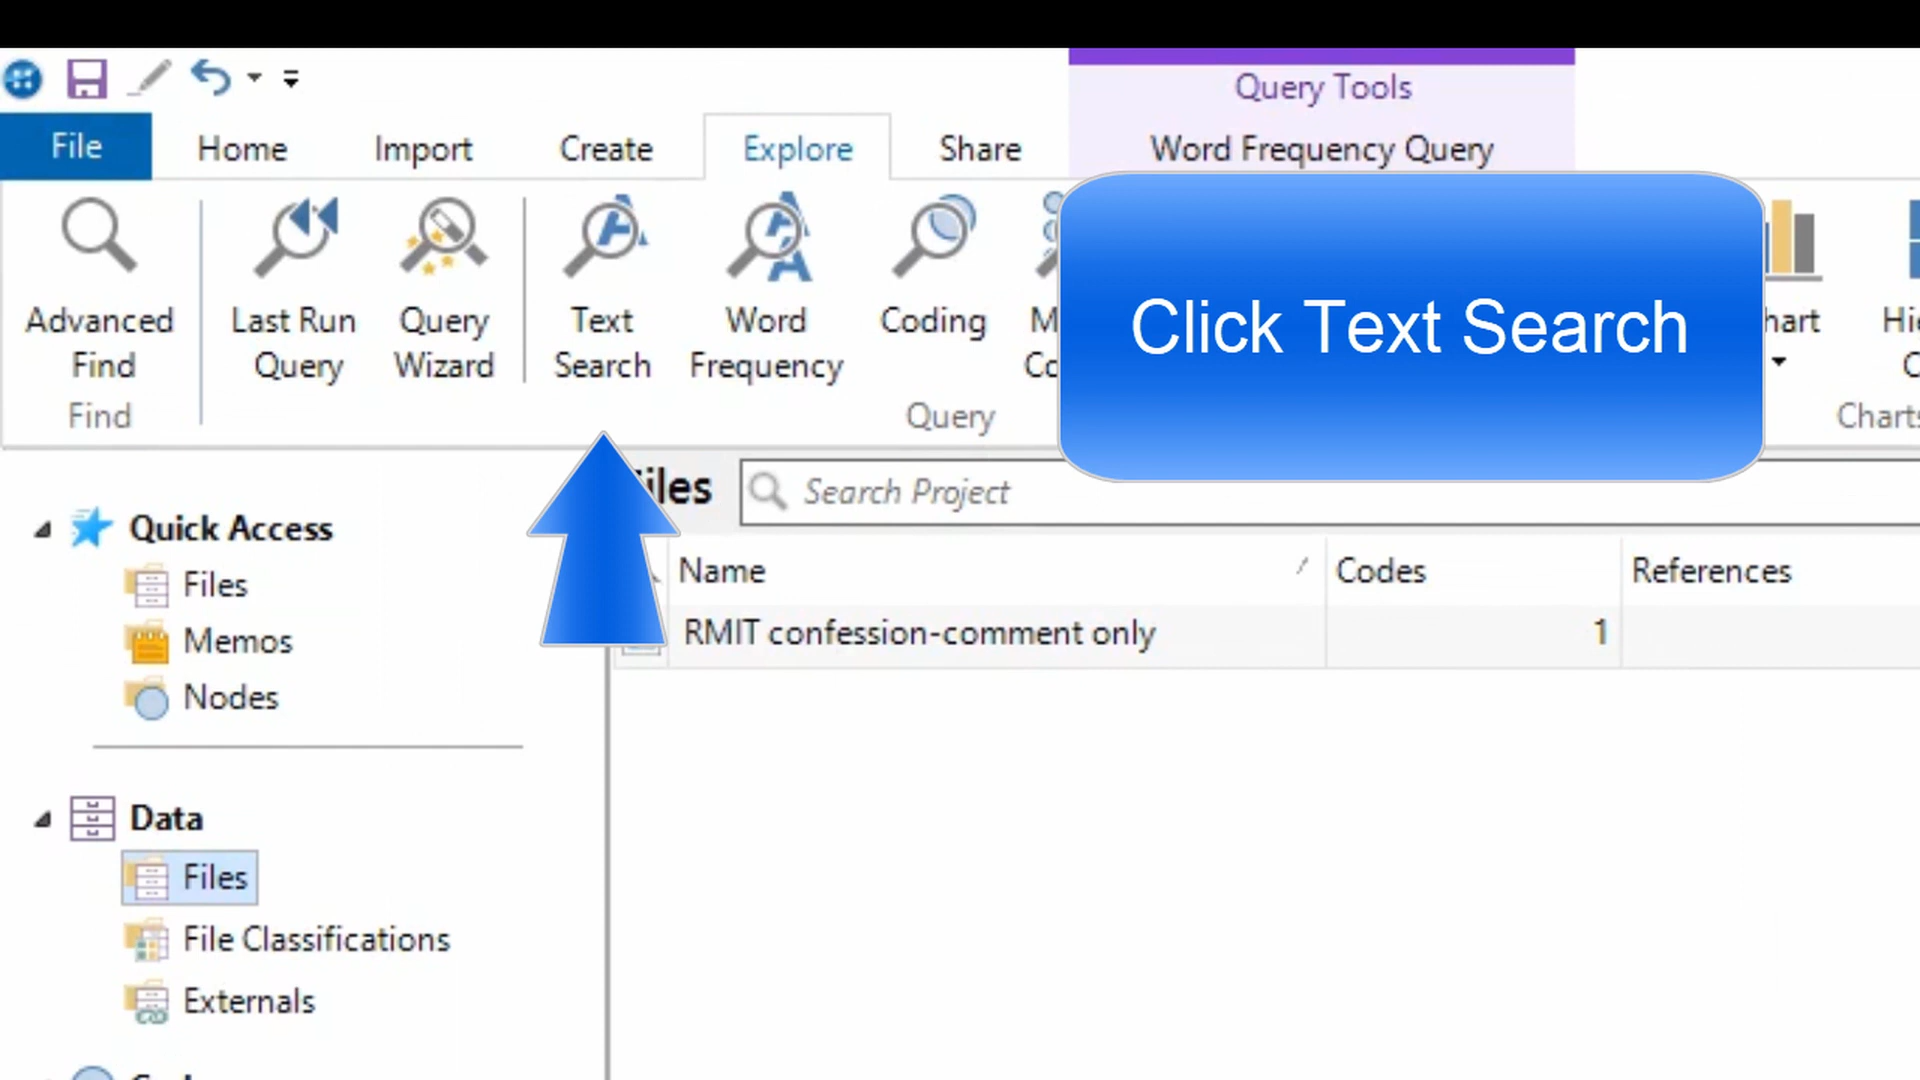 Query Tools
File Home Import Create Explore Share Word Frequency Query
Advanced Find
Last Run Query
Query Wizard
Text Search
Word Frequency
Coding
Click Text Search
Find
Query
Charts
Search Project
Quick Access
Files
Memos
Nodes
Name Codes References
RMIT confession-comment only 1
Data
Files
File Classifications
Externals